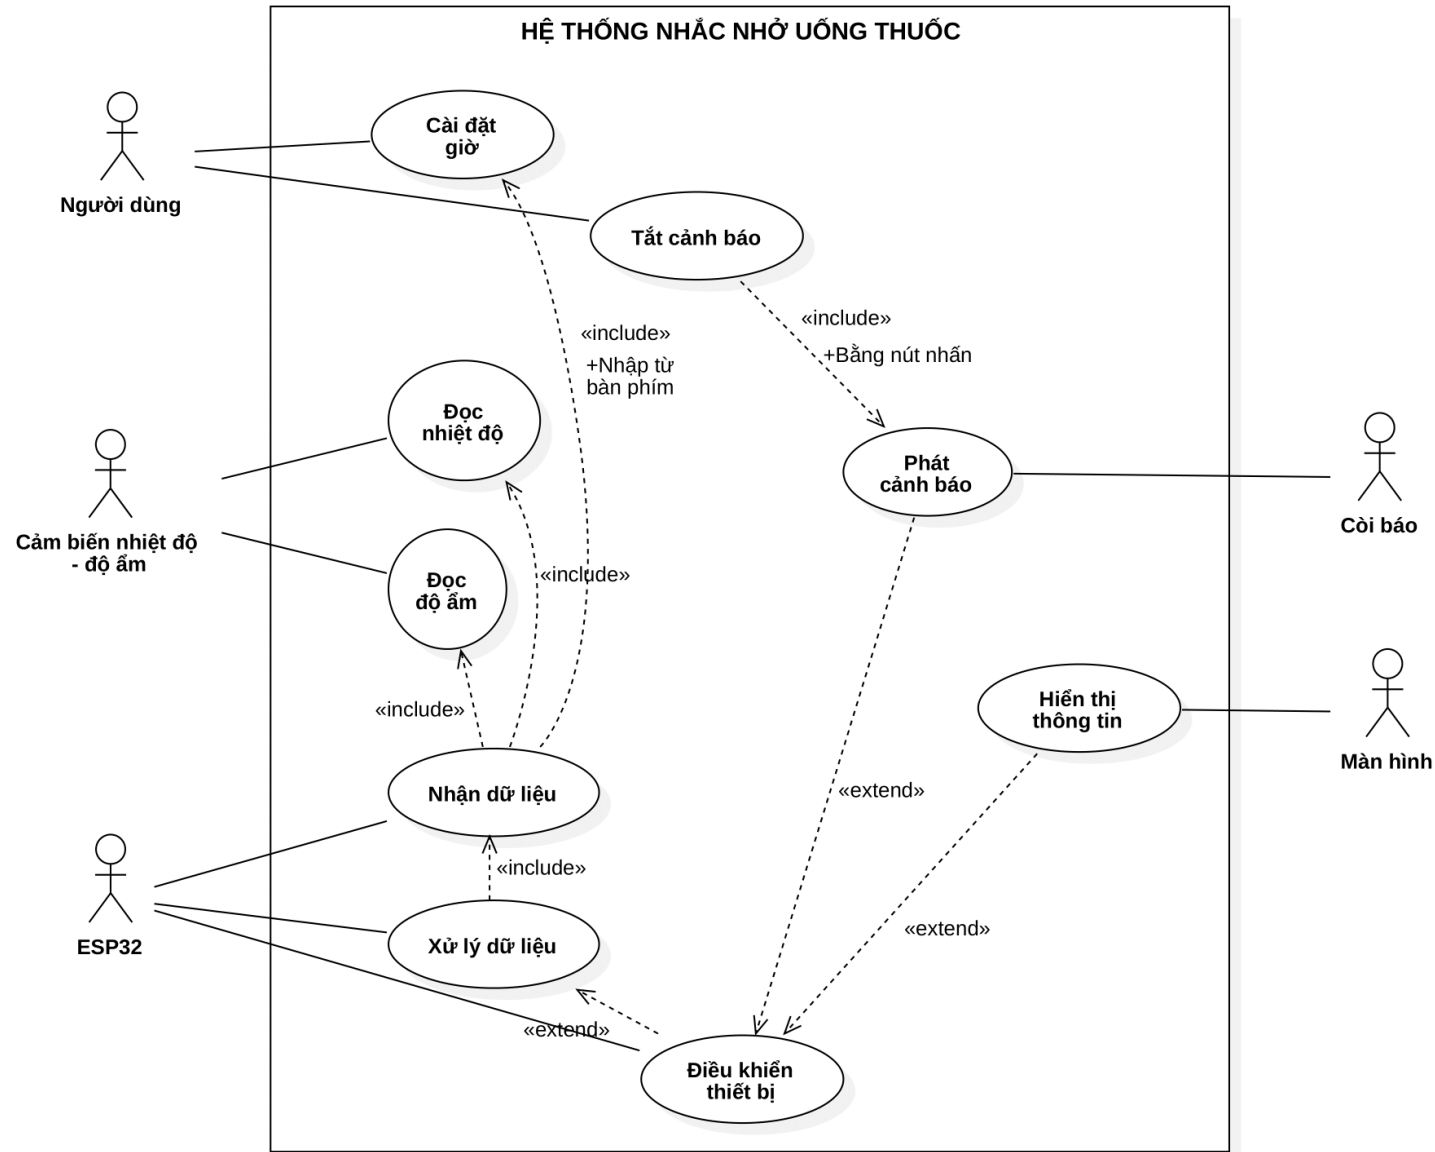 HỆ THỐNG NHẮC NHỞ UỐNG THUỐC
Cài đặt
giờ
Người dùng
Tắt cảnh báo
«include»
+Bằng nút nhấn
«include»
+Nhập từ
bàn phím
Đọc
nhiệt độ
Phát
cảnh báo
Còi báo
Cảm biến nhiệt độ
- độ ẩm
«include»
Đọc
độ ẩm
«include»
Hiển thị
thông tin
Màn hình
Nhận dữ liệu
«extend»
«include»
ESP32
Xử lý dữ liệu
«extend»
«extend»
Điều khiển
thiết bị